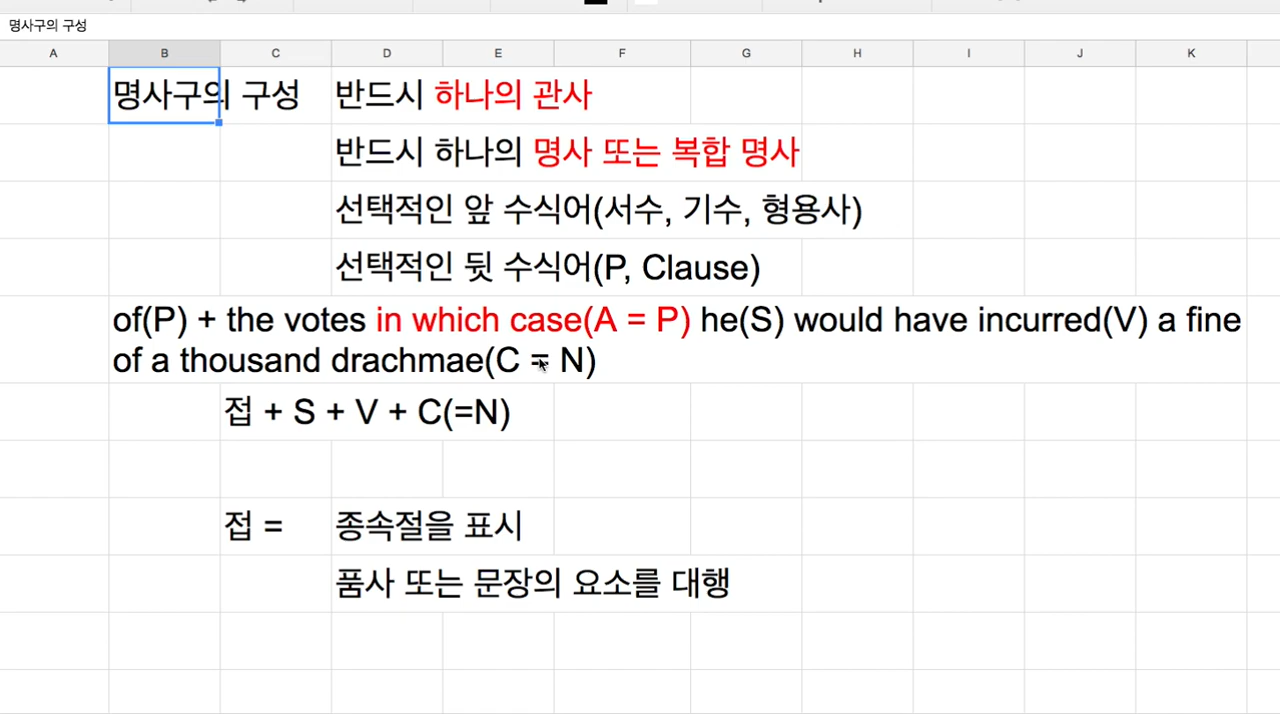 명사구의 구성
A B C D E F G H I J K
명사구의 구성 반드시 하나의 관사
반드시 하나의 명사 또는 복합 명사
선택적인 앞 수식어(서수, 기수, 형용사)
선택적인 뒷 수식어(P, Clause)
of(P) + the votes in which case(A = P) he(S) would have incurred(V) a fine
of a thousand drachmae(C = N)
접 + S + V + C(=N)
접 = 종속절을 표시
품사 또는 문장의 요소를 대행